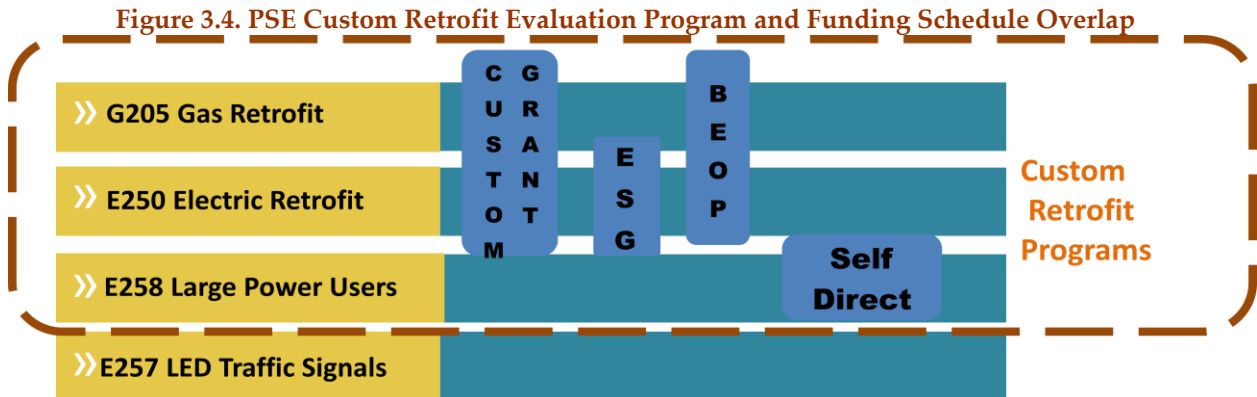 Figure 3.4. PSE Custom Retrofit Evaluation Program and Funding Schedule Overlap
» G205 Gas Retrofit
» E250 Electric Retrofit
» E258 Large Power Users
» E257 LED Traffic Signals
CUSTOM
GRANT
ESG
BEOP
Self
Direct
Custom
Retrofit
Programs